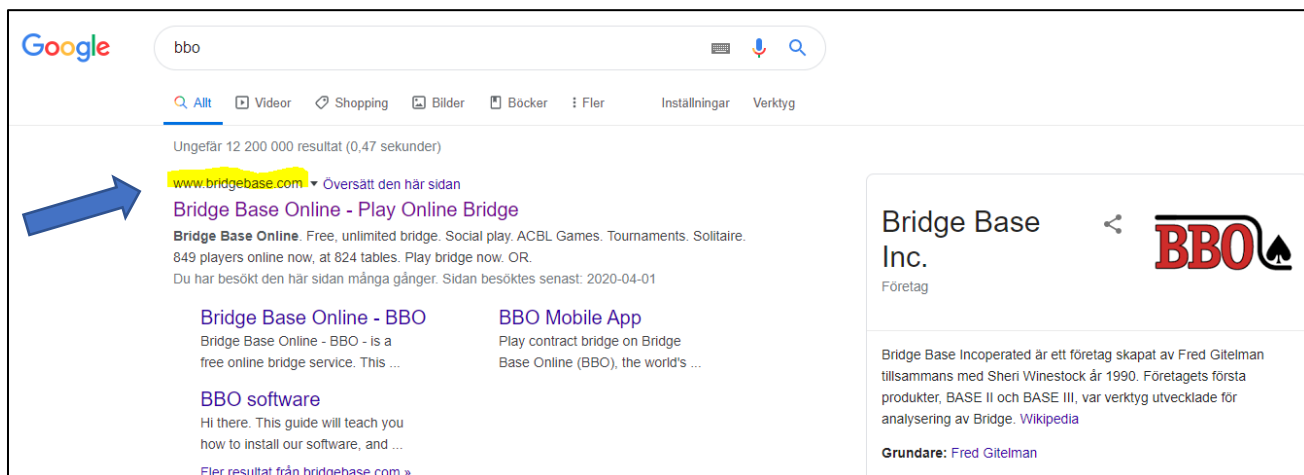 Google
bbo
Allt Videor Shopping Bilder Böcker Fler Inställningar Verktyg
Ungefär 12 200 000 resultat (0,47 sekunder)
www.bridgebase.com Översätt den här sidan
Bridge Base Online - Play Online Bridge
Bridge Base Online. Free, unlimited bridge. Social play. ACBL Games. Tournaments. Solitaire.
849 players online now, at 824 tables. Play bridge now. OR.
Du har besökt den här sidan många gånger. Sidan besöktes senast: 2020-04-01
Bridge Base Online - BBO
Bridge Base Online - BBO - is a
free online bridge service. This ...
BBO Mobile App
Play contract bridge on Bridge
Base Online (BBO), the world's ...
BBO software
Hi there. This guide will teach you
how to install our software, and ...
Fler resultat från bridgebase.com »
Bridge Base
Inc.
Företag
BBO
Bridge Base Incoperated är ett företag skapat av Fred Gitelman
tillsammans med Sheri Winestock år 1990. Företagets första
produkter, BASE II och BASE III, var verktyg utvecklade för
analysering av Bridge. Wikipedia
Grundare: Fred Gitelman